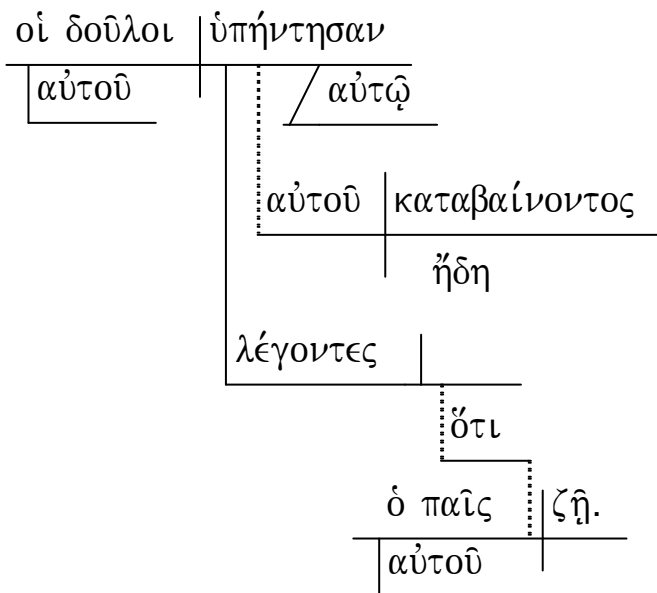 οἱ δοῦλοι ὑπήντησαν
αὐτοῦ αὐτῷ
αὐτοῦ καταβαίνοντος
ἤδη
λέγοντες
ὅτι
ὁ παῖς ζῇ.
αὐτοῦ